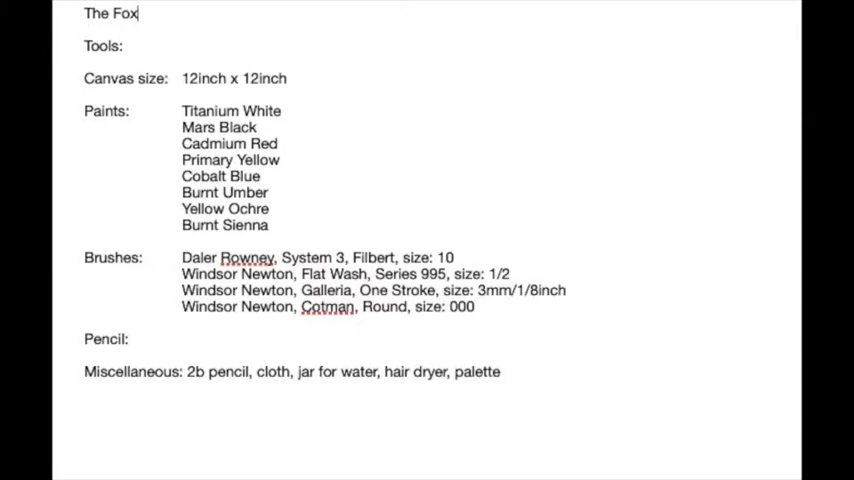 The Fox
Tools:
Canvas size: 12inch x 12inch
Paints: Titanium White
Mars Black
Cadmium Red
Primary Yellow
Cobalt Blue
Burnt Umber
Yellow Ochre
Burnt Sienna
Brushes: Daler Rowney, System 3, Filbert, size: 10
Windsor Newton, Flat Wash, Series 995, size: 1/2
Windsor Newton, Galleria, One Stroke, size: 3mm/1/8inch
Windsor Newton, Cotman, Round, size: 000
Pencil:
Miscellaneous: 2b pencil, cloth, jar for water, hair dryer, palette